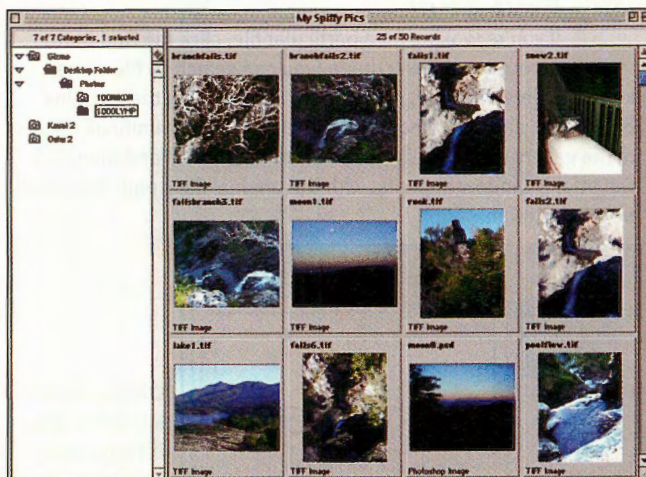 My Spiffy Pics
7 of 7 Categories, 1 selected
25 of 50 Records
Gizmo
Desktop Folder
Photos
100NIKON
100OLYMP
Kauai 2
Oahu 2
branchfalls.tif
branchfalls2.tif
falls1.tif
snow2.tif
TIFF Image
TIFF Image
TIFF Image
TIFF Image
fallsbranch3.tif
moon1.tif
rook.tif
falls2.tif
TIFF Image
TIFF Image
TIFF Image
TIFF Image
lake1.tif
falls6.tif
moon8.psd
poolflow.tif
TIFF Image
TIFF Image
Photoshop Image
TIFF Image